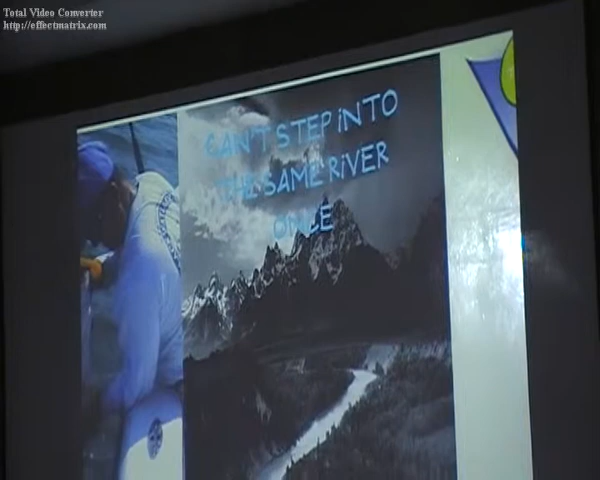 Total Video Converter
http://effectmatrix.com
CAN'T STEP iNTO
THE SAME RiVER
ONCE